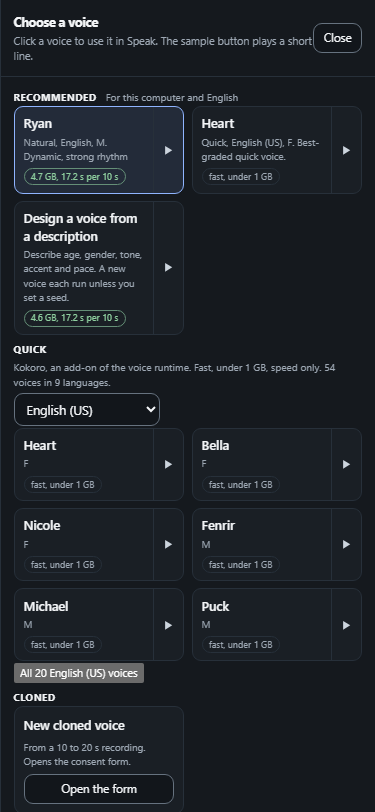 Choose a voice
Click a voice to use it in Speak. The sample button plays a short
line.
Close
RECOMMENDED For this computer and English
Ryan
Natural, English, M.
Dynamic, strong rhythm
4.7 GB, 17.2 s per 10 s
Heart
Quick, English (US), F. Best-
graded quick voice.
fast, under 1 GB
Design a voice from
a description
Describe age, gender, tone,
accent and pace. A new
voice each run unless you
set a seed.
4.6 GB, 17.2 s per 10 s
QUICK
Kokoro, an add-on of the voice runtime. Fast, under 1 GB, speed only. 54
voices in 9 languages.
English (US)
Heart
F
fast, under 1 GB
Bella
F
fast, under 1 GB
Nicole
F
fast, under 1 GB
Fenrir
M
fast, under 1 GB
Michael
M
fast, under 1 GB
Puck
M
fast, under 1 GB
All 20 English (US) voices
CLONED
New cloned voice
From a 10 to 20 s recording.
Opens the consent form.
Open the form